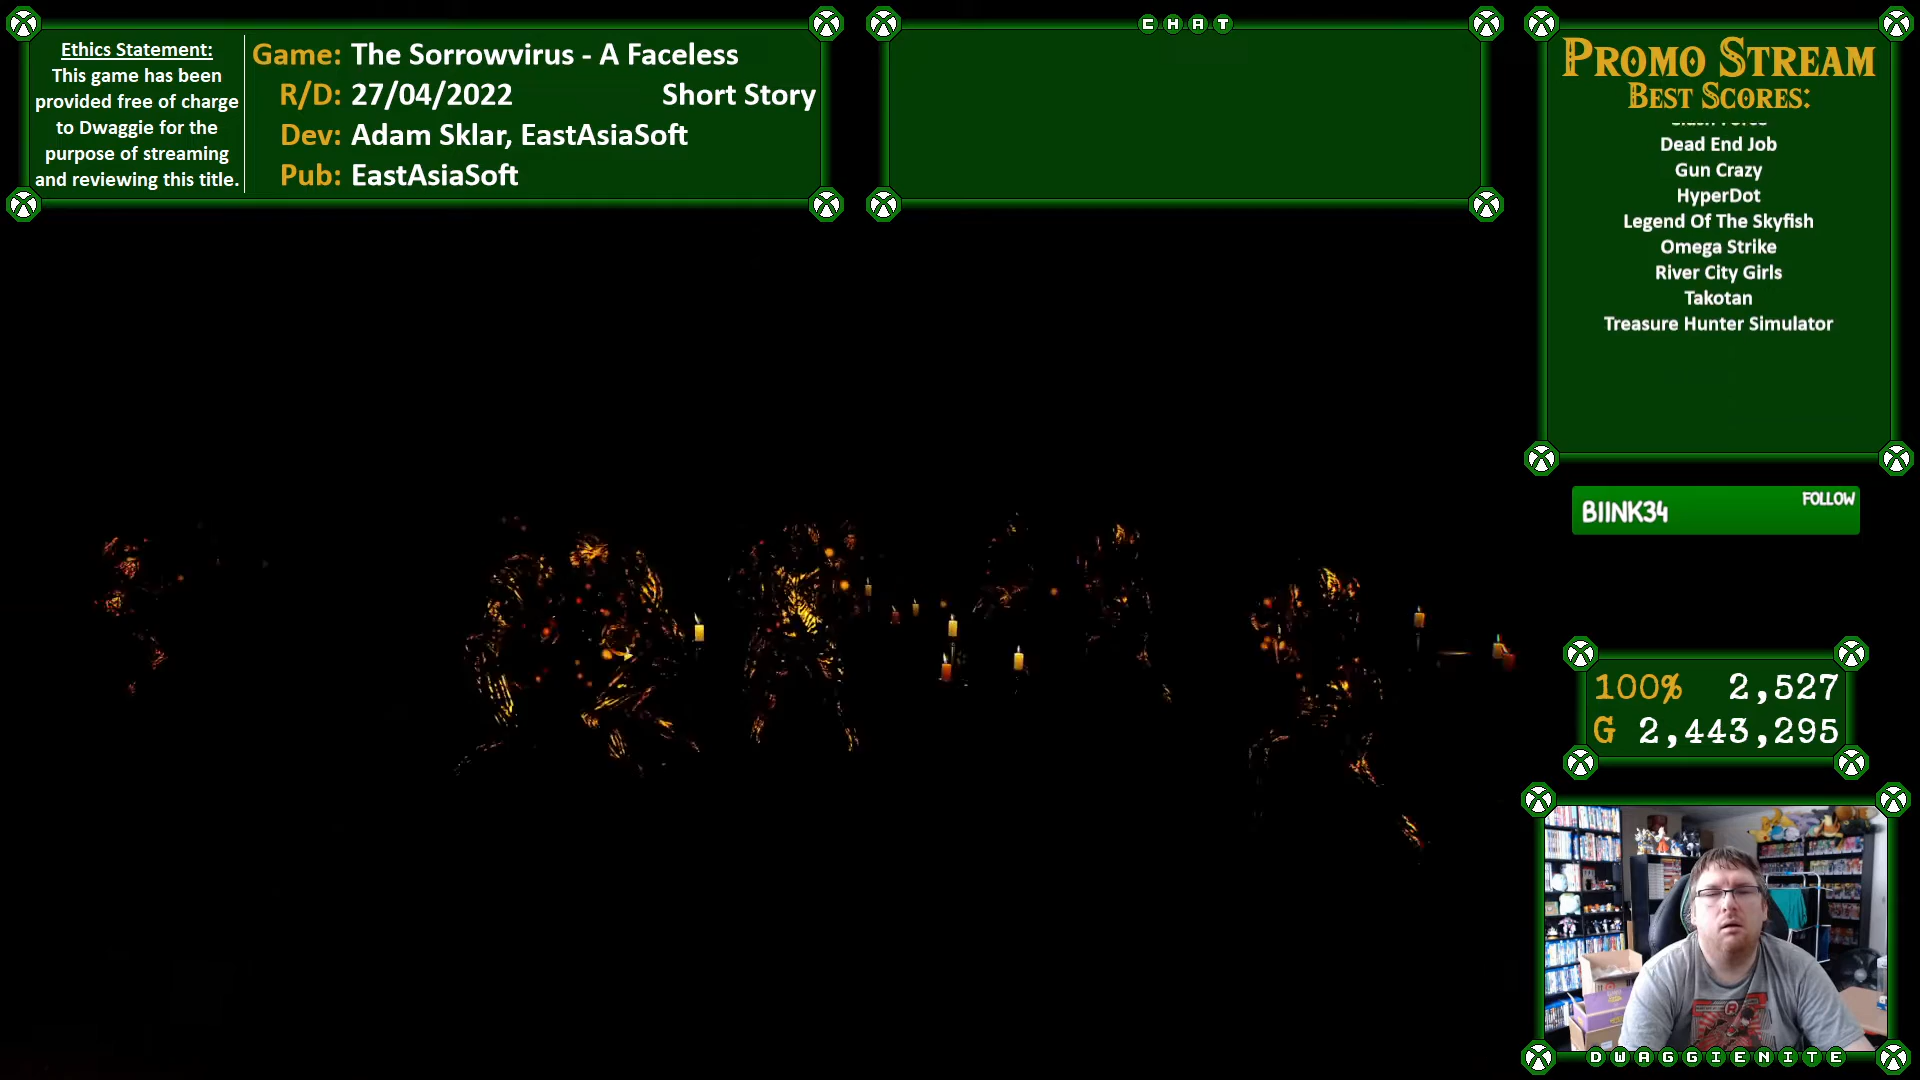 Ethics Statement:
This game has been
provided free of charge
to Dwaggie for the
purpose of streaming
and reviewing this title.
Game: The Sorrowvirus - A Faceless
R/D: 27/04/2022 Short Story
Dev: Adam Sklar, EastAsiaSoft
Pub: EastAsiaSoft
CHAT
PROMO STREAM
BEST SCORES:
Dead End Job
Gun Crazy
HyperDot
Legend Of The Skyfish
Omega Strike
River City Girls
Takotan
Treasure Hunter Simulator
BIINK34 FOLLOW
100% 2,527
G 2,443,295
DWAGGIENITE